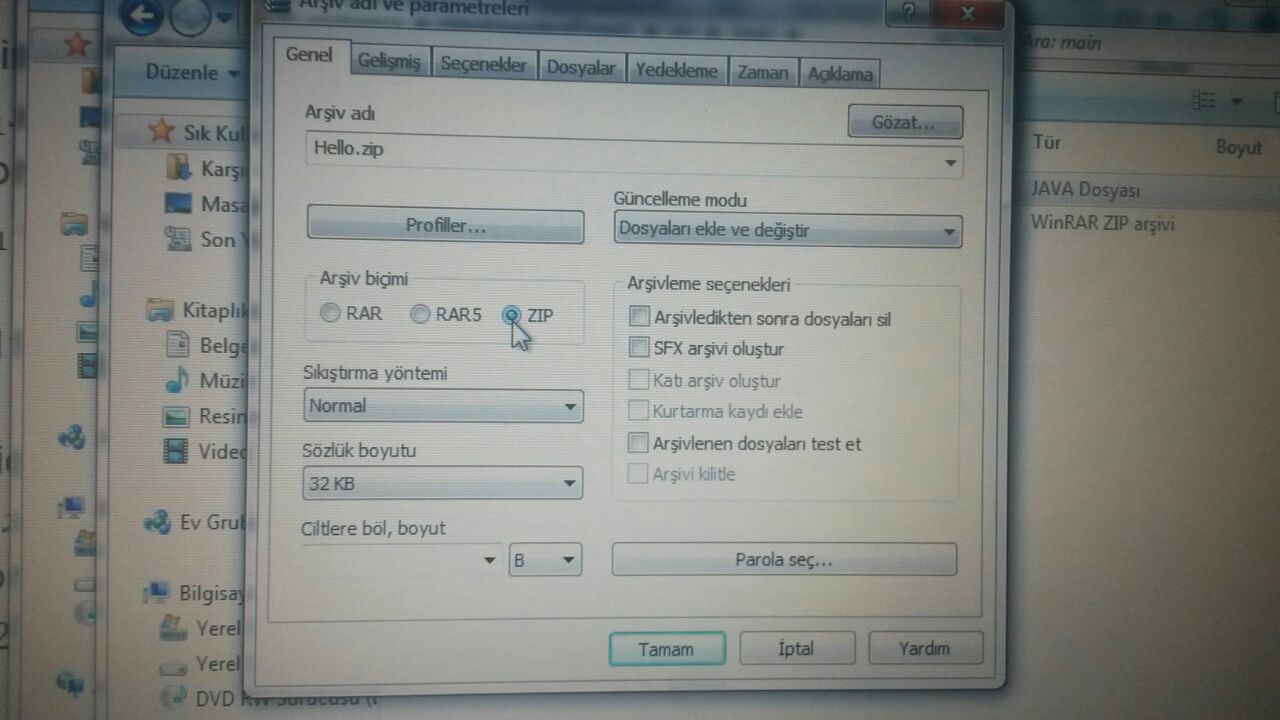 Arşiv adı ve parametreleri
?
x
Ara: main
Genel
Gelişmiş
Seçenekler
Dosyalar
Yedekleme
Zaman
Açıklama
Düzenle
Arşiv adı
Gözat...
Hello.zip
Tür
Boyut
Sık Kul
Karşı
Masa
Son
JAVA Dosyası
WinRAR ZIP arşivi
Profiller...
Güncelleme modu
Dosyaları ekle ve değiştir
Arşiv biçimi
RAR
RAR5
ZIP
Arşivleme seçenekleri
Arşivledikten sonra dosyaları sil
SFX arşivi oluştur
Katı arşiv oluştur
Kurtarma kaydı ekle
Arşivlenen dosyaları test et
Arşivi kilitle
Kitaplık
Belge
Müzi
Resin
Videc
Sıkıştırma yöntemi
Normal
Sözlük boyutu
32 KB
Ciltlere böl, boyut
B
Parola seç...
Ev Grub
Bilgisay
Yerel
Yerel
DVD RW Sürücüsü (
Tamam
İptal
Yardım